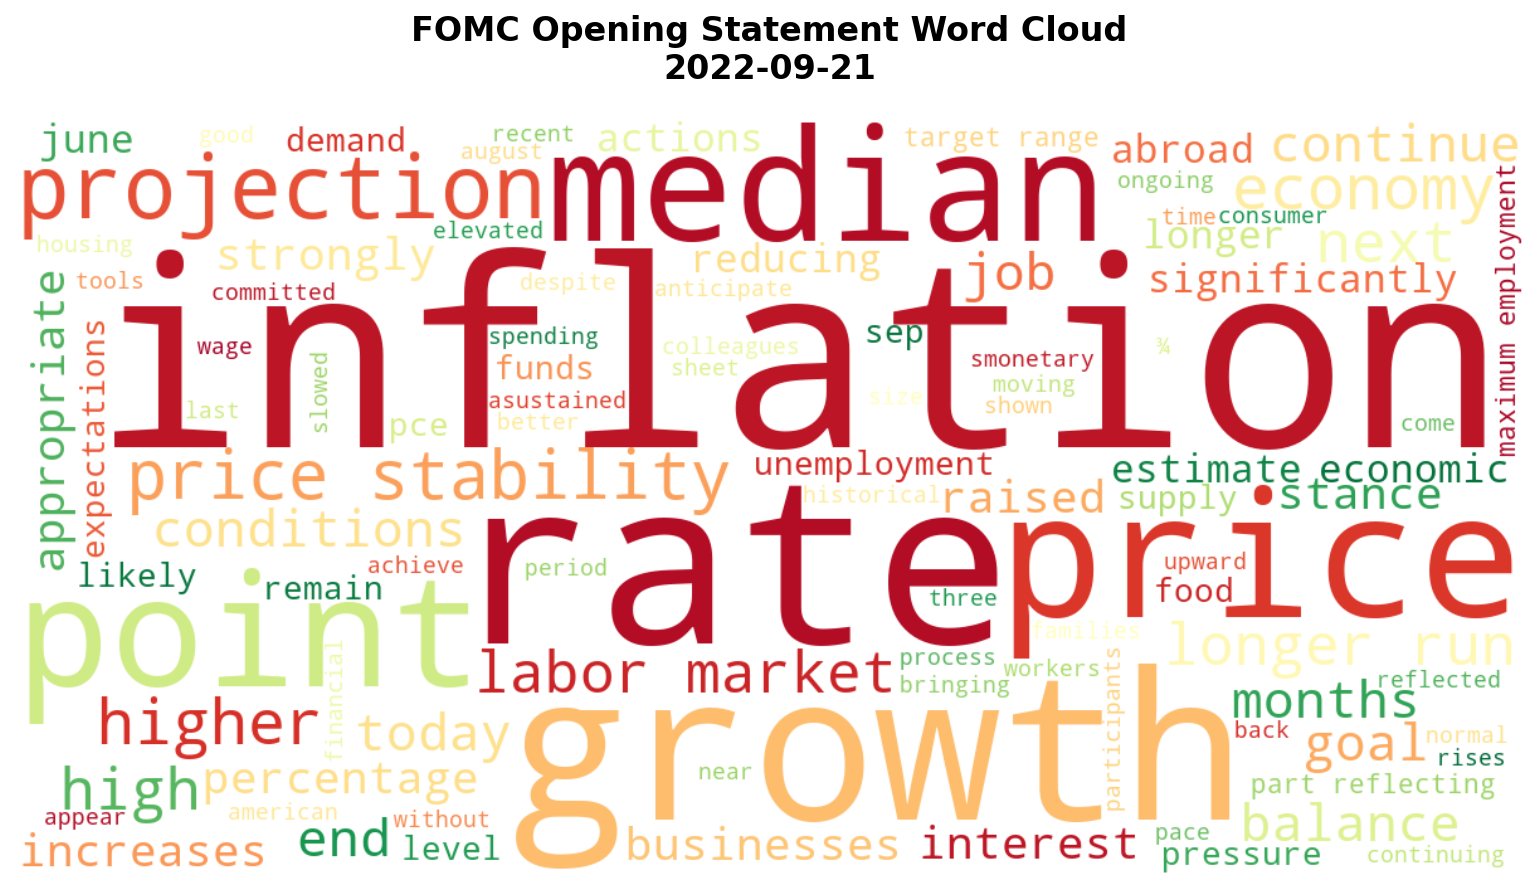 FOMC Opening Statement Word Cloud
2022-09-21
june
good
demand
recent
august
actions
target range
abroad
continue
projection
median
ongoing
economy
maximum employment
housing
elevated
time
consumer
longer
next
strongly
reducing
job
significantly
tools
committed
despite
anticipate
appropriate
expectations
inflation
wage
spending
colleagues
sep
smonetary
¾
funds
sheet
moving
slowed
last
pce
asustained
better
size
shown
come
price stability
unemployment
estimate
economic
historical
raised
supply
stance
conditions
rate
price
likely
remain
achieve
period
three
upward
food
point
families
longer run
labor market
process
bringing
workers
participants
reflected
financial
higher
today
growth
months
back
goal
normal
rises
high
percentage
near
part reflecting
appear
american
without
balance
increases
end
level
businesses
interest
pace
pressure
continuing